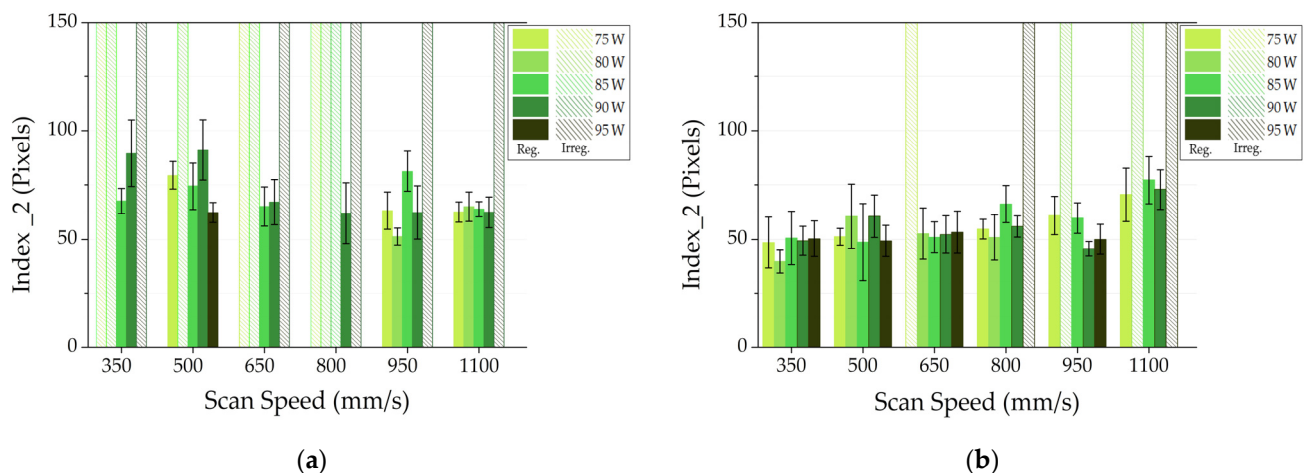 150
100
50
0
Index_2 (Pixels)
75 W
80 W
85 W
90 W
95 W
Reg. Irreg.
350 500 650 800 950 1100
Scan Speed (mm/s)
(a)
150
100
50
0
Index_2 (Pixels)
75 W
80 W
85 W
90 W
95 W
Reg. Irreg.
350 500 650 800 950 1100
Scan Speed (mm/s)
(b)